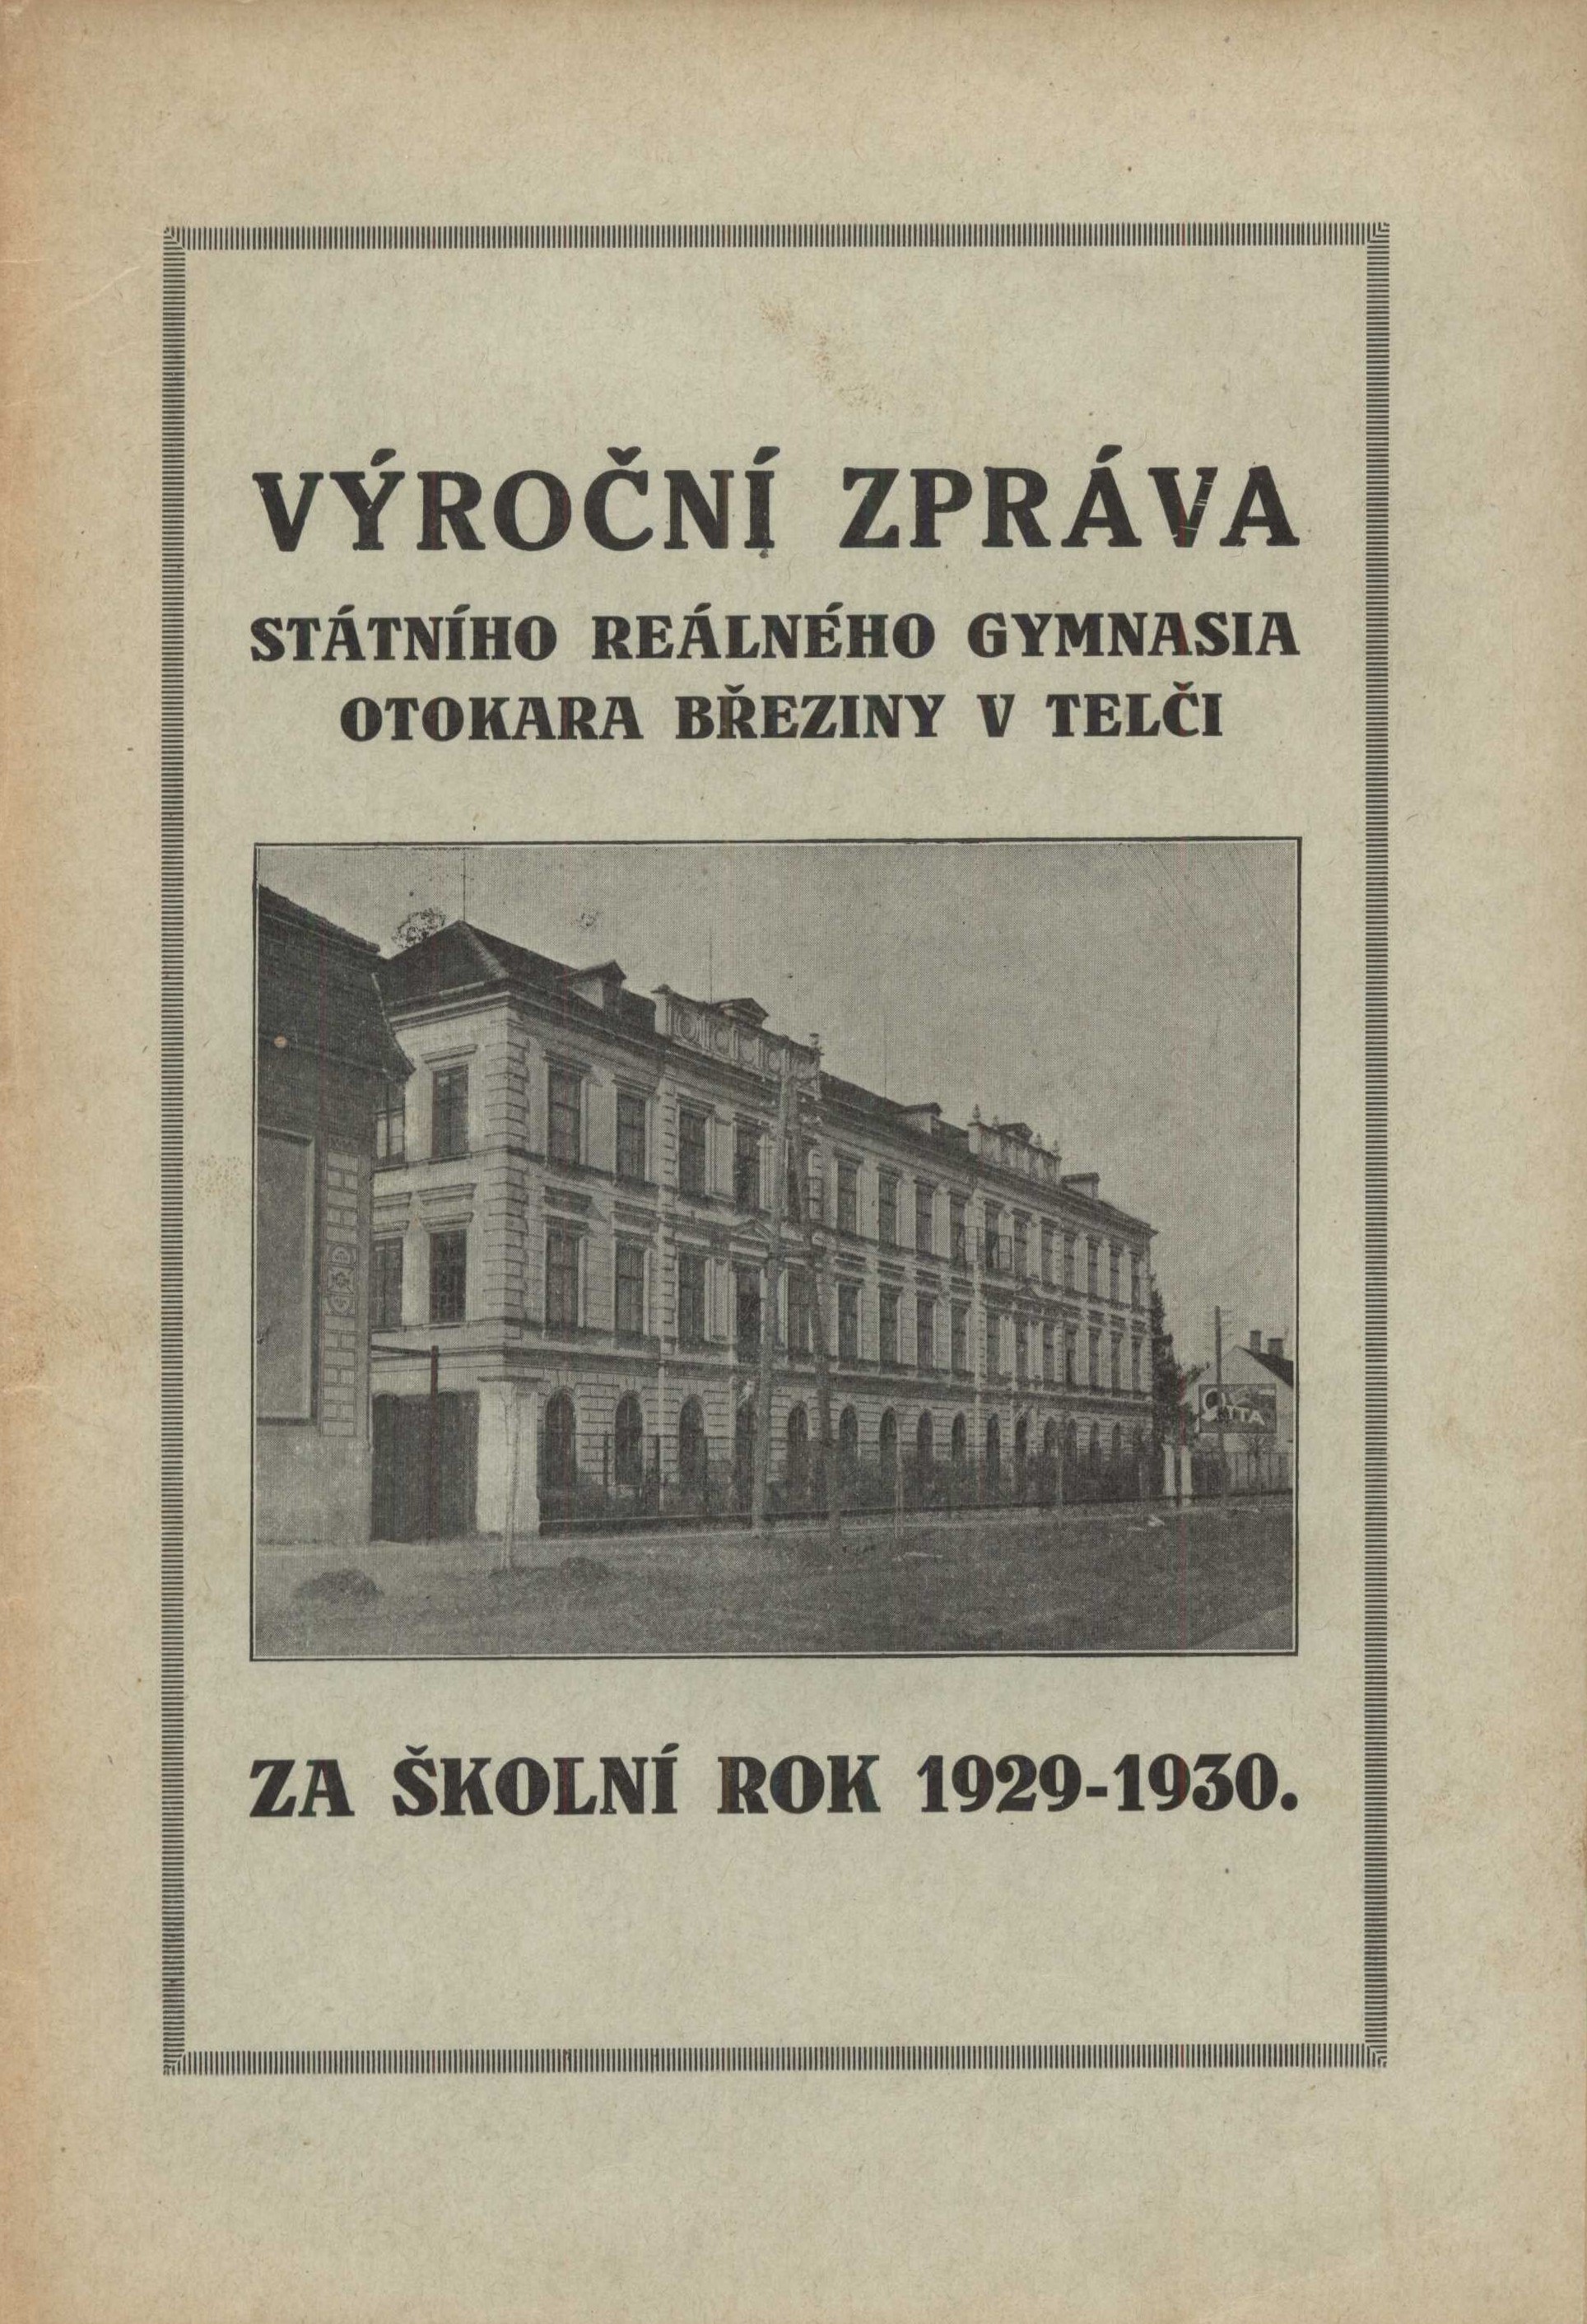 VÝROČNÍ ZPRÁVA
STÁTNÍHO REÁLNÉHO GYMNASIA
OTOKARA BŘEZINY V TELČI
ZA ŠKOLNÍ ROK 1929-1930.